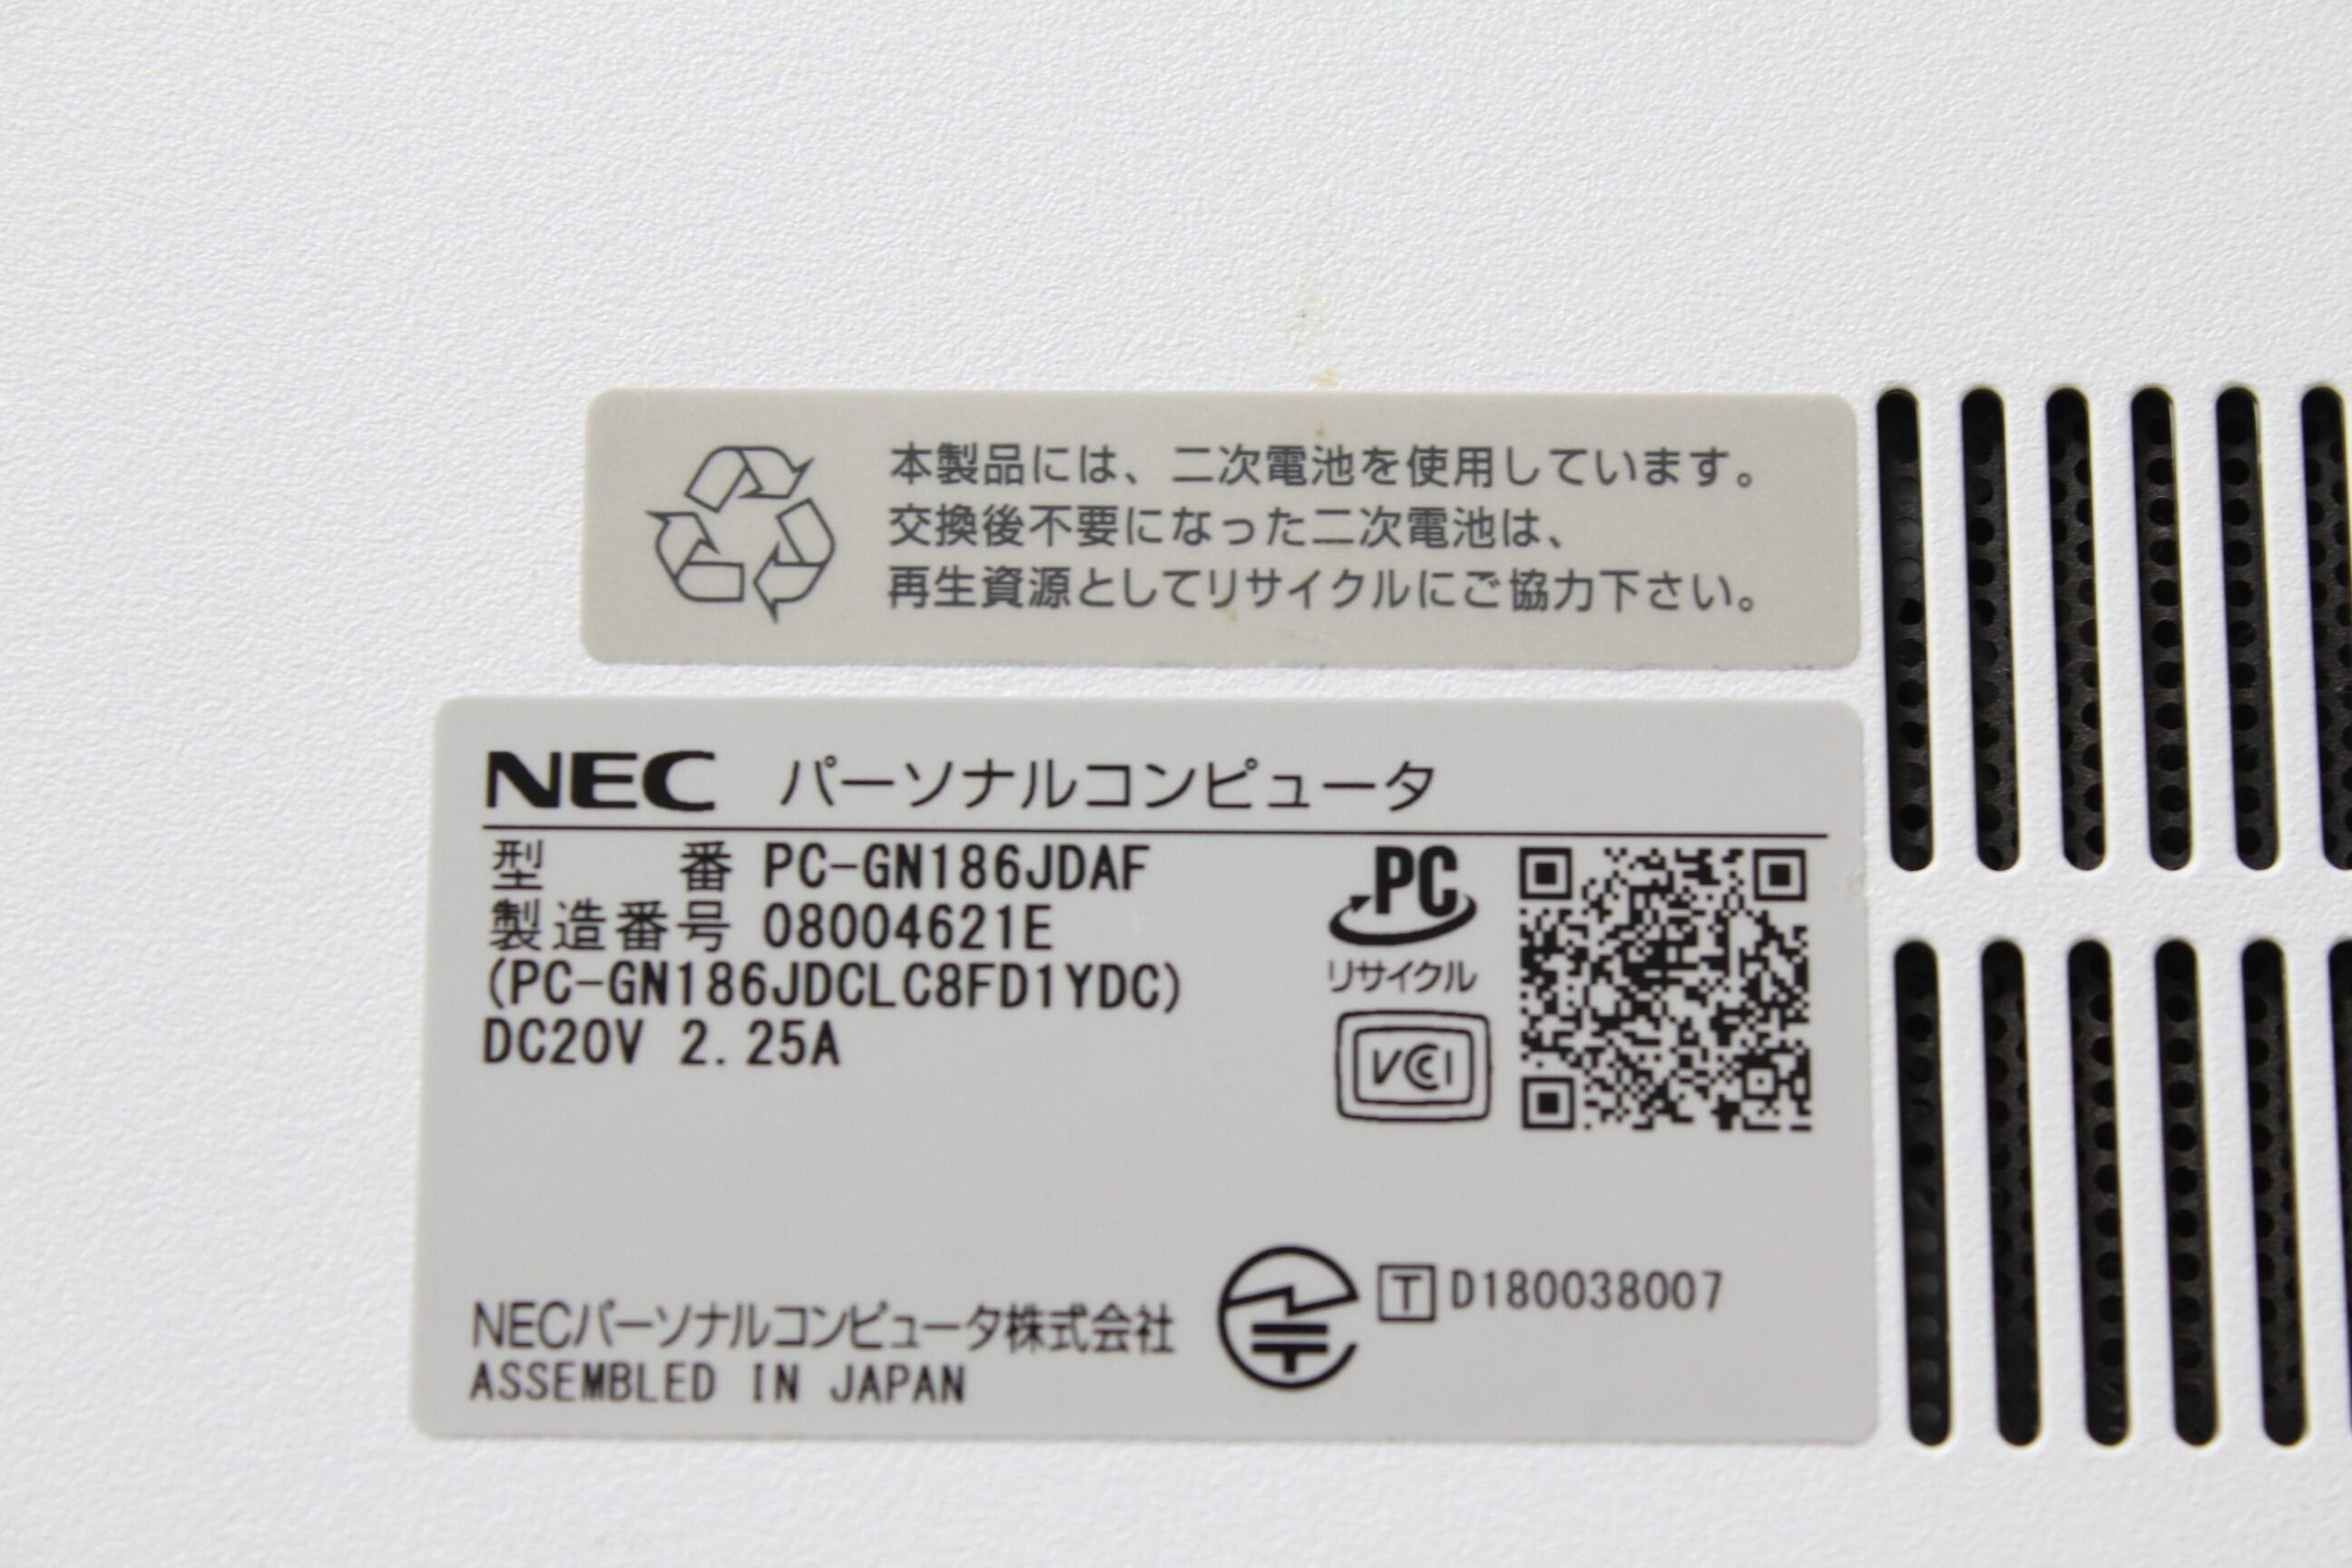 本製品には、二次電池を使用しています。
交換後不要になった二次電池は、
再生資源としてリサイクルにご協力下さい。
NEC パーソナルコンピュータ
型番 PC-GN186JDAF
製造番号 08004621E
(PC-GN186JDCLC8FD1YDC)
DC20V 2.25A
PC
リサイクル
VCCI
NECパーソナルコンピュータ株式会社
ASSEMBLED IN JAPAN
T D180038007